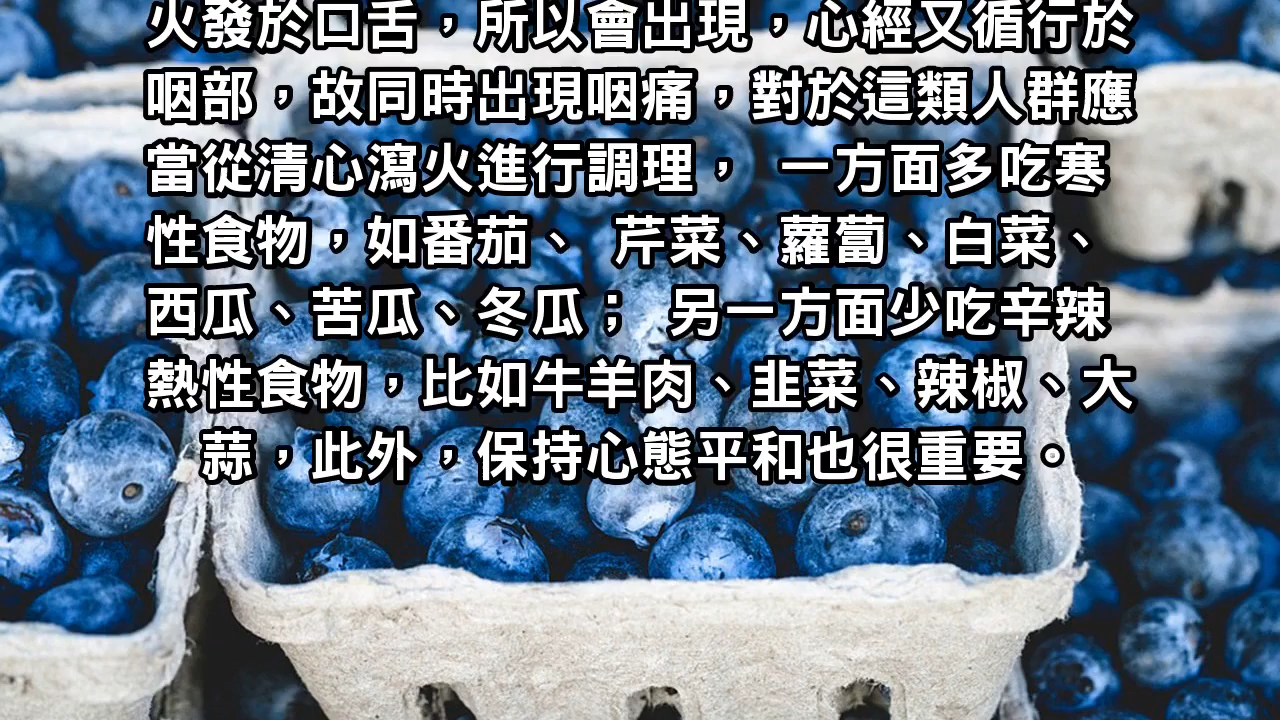 火發於口舌，所以會出現，心經又循行於
咽部，故同時出現咽痛，對於這類人群應
當從清心瀉火進行調理， 一方面多吃寒
性食物，如番茄、 芹菜、蘿蔔、白菜、
西瓜、苦瓜、冬瓜； 另一方面少吃辛辣
熱性食物，比如牛羊肉、韭菜、辣椒、大
蒜，此外，保持心態平和也很重要。